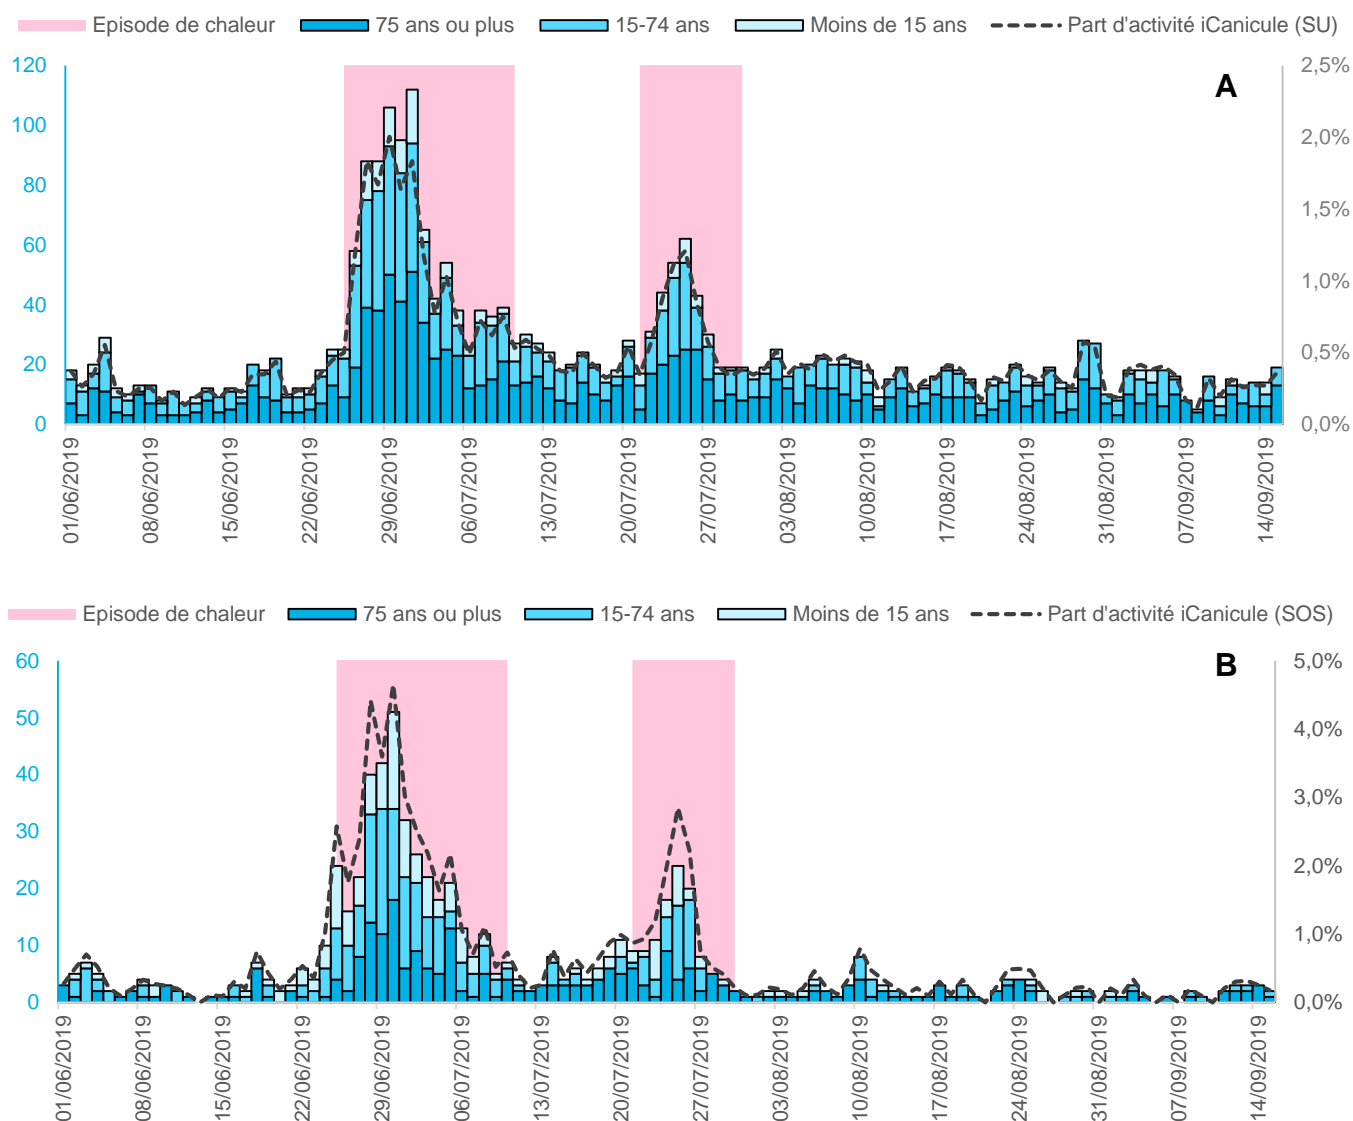 Episode de chaleur 75 ans ou plus 15-74 ans Moins de 15 ans Part d'activité iCanicule (SU)
A
120 2,5%
100 2,0%
80 1,5%
60 1,0%
40 0,5%
20 0,0%
0
01/06/2019 08/06/2019 15/06/2019 22/06/2019 29/06/2019 06/07/2019 13/07/2019 20/07/2019 27/07/2019 03/08/2019 10/08/2019 17/08/2019 24/08/2019 31/08/2019 07/09/2019 14/09/2019
Episode de chaleur 75 ans ou plus 15-74 ans Moins de 15 ans Part d'activité iCanicule (SOS)
B
60 5,0%
50 4,0%
40 3,0%
30 2,0%
20 1,0%
10
0 0,0%
01/06/2019 08/06/2019 15/06/2019 22/06/2019 29/06/2019 06/07/2019 13/07/2019 20/07/2019 27/07/2019 03/08/2019 10/08/2019 17/08/2019 24/08/2019 31/08/2019 07/09/2019 14/09/2019